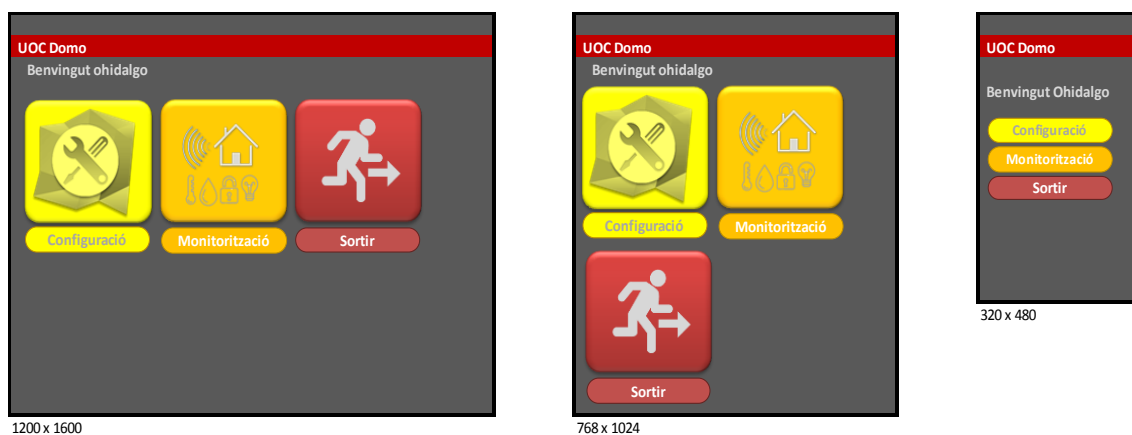 UOC Domo
Benvingut ohidalgo
Configuració
Monitorització
Sortir
1200 x 1600
UOC Domo
Benvingut ohidalgo
Configuració
Monitorització
Sortir
768 x 1024
UOC Domo
Benvingut Ohidalgo
Configuració
Monitorització
Sortir
320 x 480